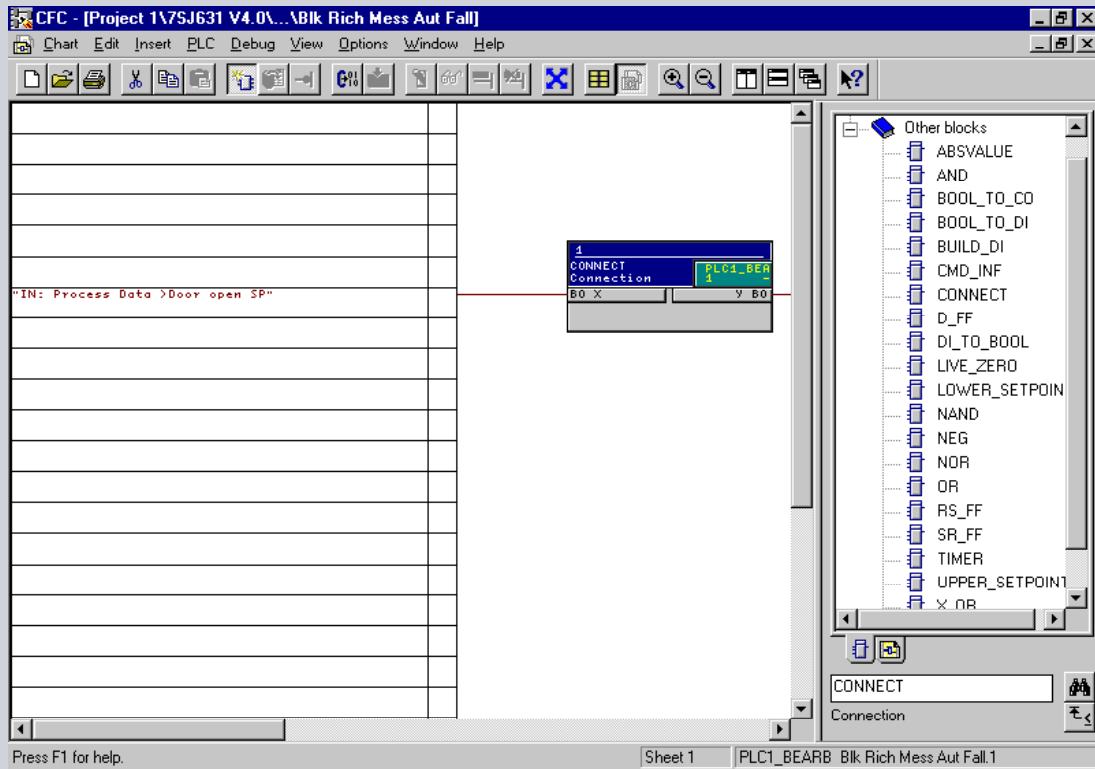 CFC - [Project 1\7SJ631 V4.0\...\Blk Rich Mess Aut Fall]
Chart Edit Insert PLC Debug View Options Window Help
Other blocks
ABSVALUE
AND
BOOL_TO_CO
BOOL_TO_DI
BUILD_DI
CMD_INF
CONNECT
D_FF
DI_TO_BOOL
LIVE_ZERO
LOWER_SETPOIN
NAND
NEG
NOR
OR
RS_FF
SR_FF
TIMER
UPPER_SETPOINT
X_OR
1
CONNECT
Connection
PLC1_BEA
1 -
BO X
Y BO
"IN: Process Data >Door open SP"
CONNECT
Connection
Press F1 for help.
Sheet 1
PLC1_BEARB Blk Rich Mess Aut Fall.1